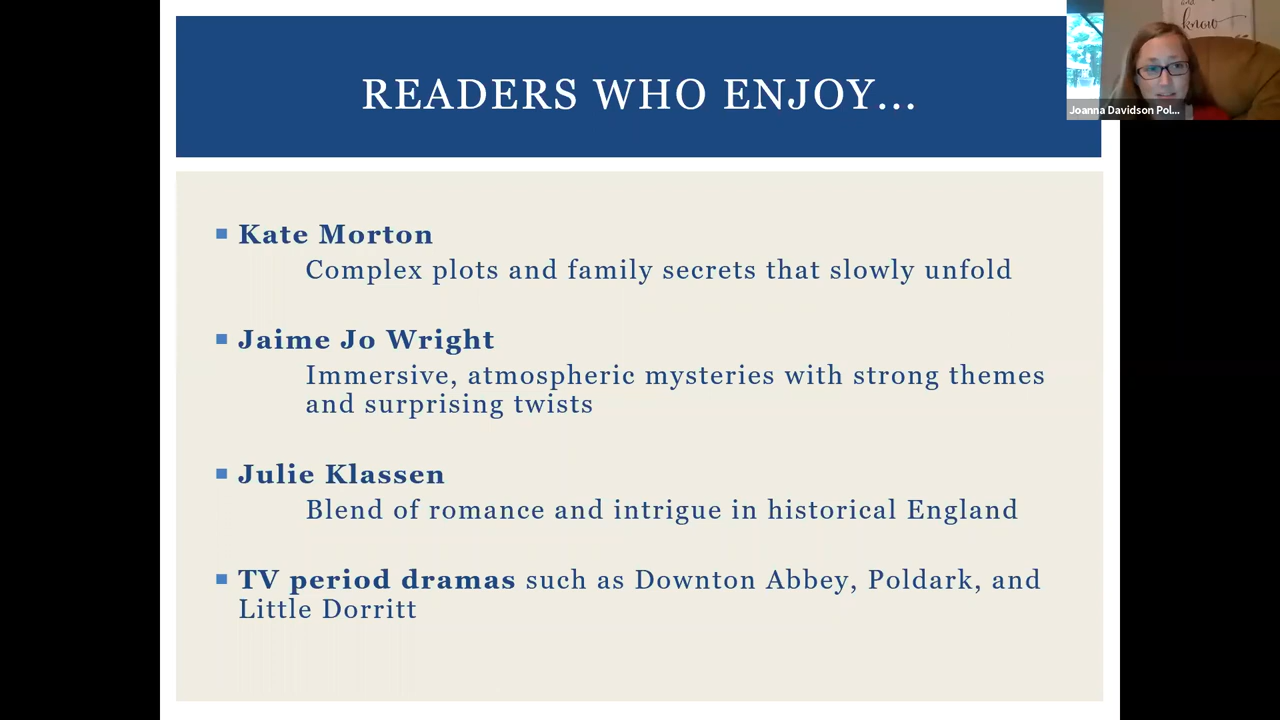 READERS WHO ENJOY...
and
know
Joanna Davidson Pol...
■ Kate Morton
Complex plots and family secrets that slowly unfold
■ Jaime Jo Wright
Immersive, atmospheric mysteries with strong themes
and surprising twists
■ Julie Klassen
Blend of romance and intrigue in historical England
■ TV period dramas such as Downton Abbey, Poldark, and
Little Dorritt